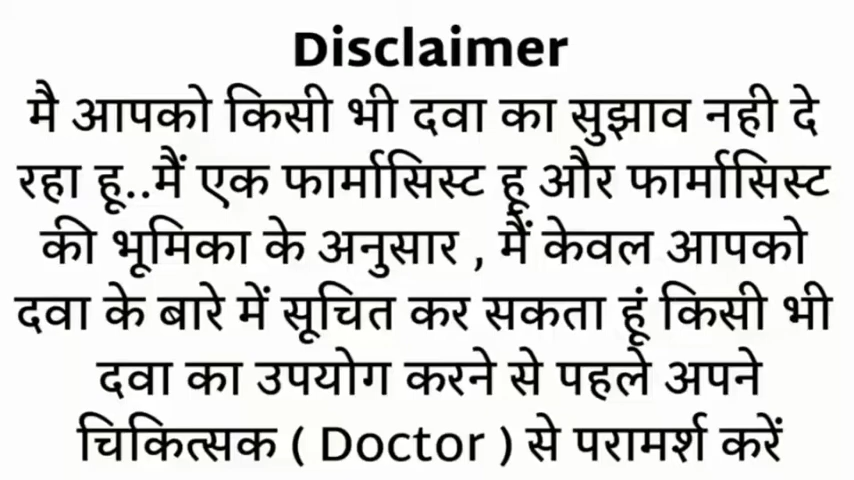 Disclaimer
मै आपको किसी भी दवा का सुझाव नही दे
रहा हू..मैं एक फार्मासिस्ट हू और फार्मासिस्ट
की भूमिका के अनुसार , मैं केवल आपको
दवा के बारे में सूचित कर सकता हूं किसी भी
दवा का उपयोग करने से पहले अपने
चिकित्सक ( Doctor ) से परामर्श करें